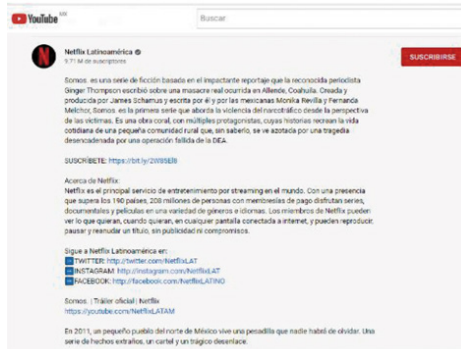 YouTube MX
Buscar
Netflix Latinoamérica
9.71 M de suscriptores
SUSCRIBIRSE
Somos. es una serie de ficción basada en el impactante reportaje que la reconocida periodista
Ginger Thompson escribió sobre una massacre real ocurrida en Allende, Coahuila. Creada y
producida por James Schamus y escrita por él y por las mexicanas Monika Revilla y Fernanda
Melchor, Somos. es la primera serie que aborda la violencia del narcotráfico desde la perspectiva
de las víctimas. Es una obra coral, con múltiples protagonistas, cuyas historias recrean la vida
cotidiana de una pequeña comunidad rural que, sin saberlo, se ve azotada por una tragedia
desencadenada por una operación fallida de la DEA.
SUSCRÍBETE: https://bit.ly/
Acerca de Netflix:
Netflix es el principal servicio de entretenimiento por streaming en el mundo. Con una presencia
que supera los 190 países, 208 millones de personas con membresías de pago disfrutan series,
documentales y películas en una variedad de géneros e idiomas. Los miembros de Netflix pueden
ver lo que quieran, cuando quieran, en cualquier pantalla conectada a internet, y pueden reproducir,
pausar y reanudar un título, sin publicidad ni compromisos.
Sigue a Netflix Latinoamérica en:
TWITTER: http://twitter.com/NetflixLAT
INSTAGRAM: http://instagram.com/NetflixLAT
FACEBOOK: http://facebook.com/NetflixLATINO
Somos. | Tráiler oficial | Netflix
https://youtube.com/NetflixLATAM
En 2011, un pequeño pueblo del norte de México vive una pesadilla que nadie habrá de olvidar. Una
serie de hechos extraños, un cartel y un trágico desenlace.